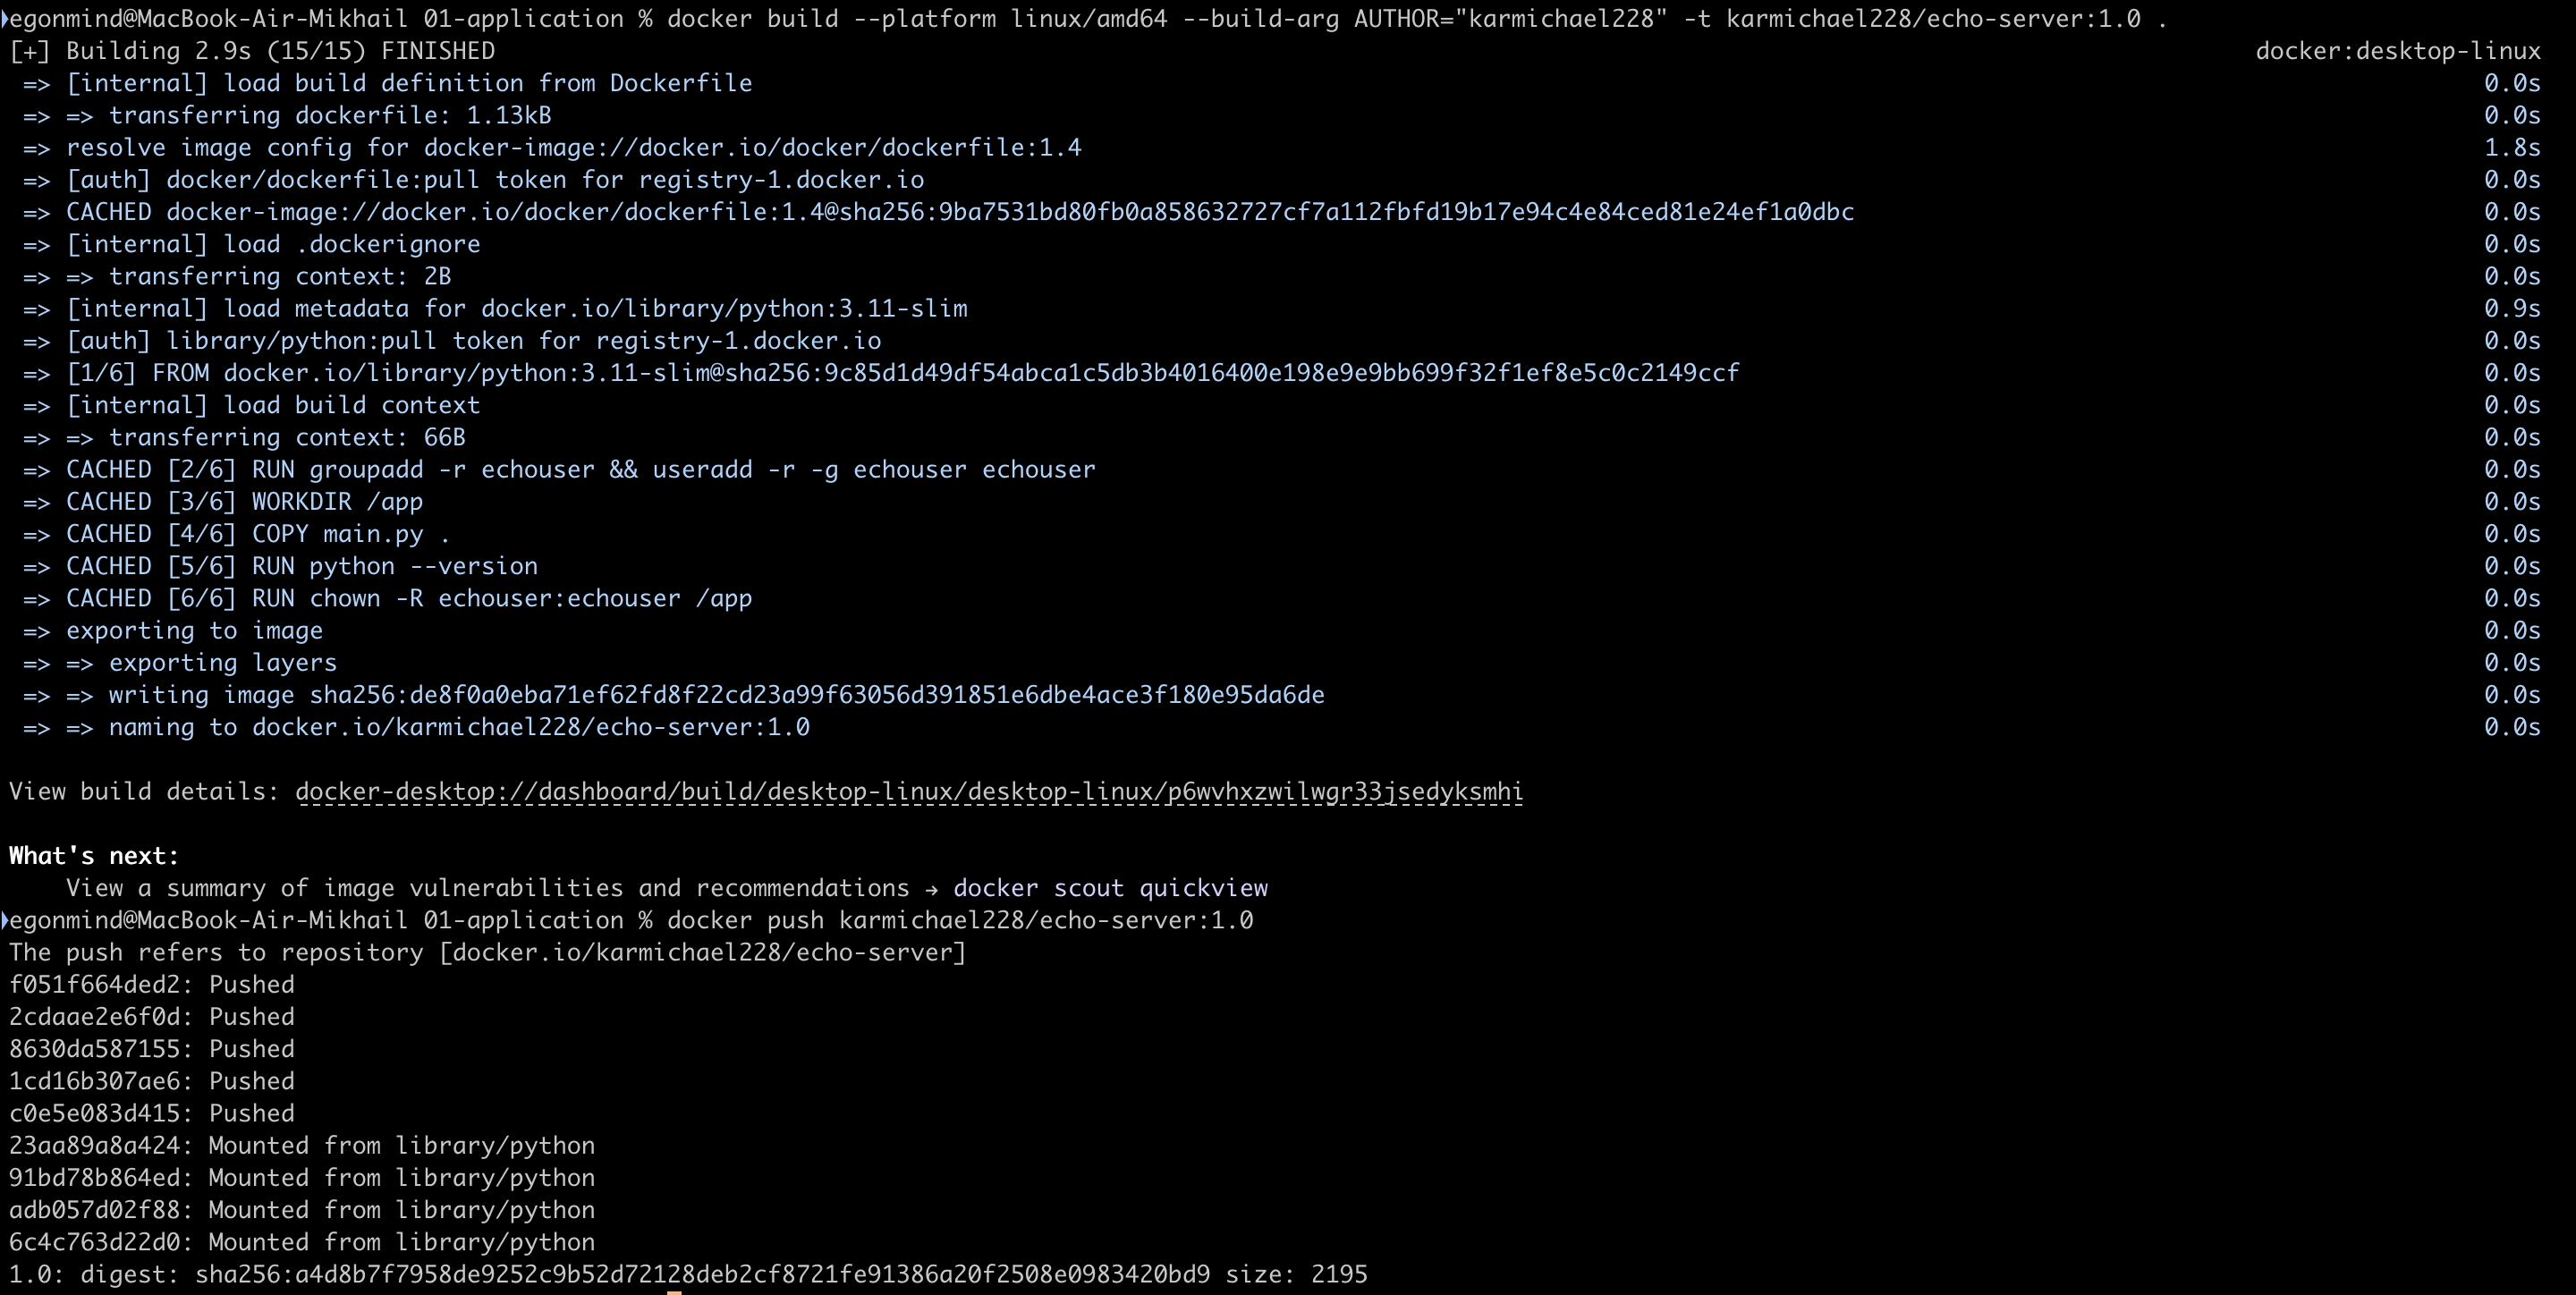 egonmind@MacBook-Air-Mikhail 01-application % docker build --platform linux/amd64 --build-arg AUTHOR="karmichael228" -t karmichael228/echo-server:1.0 .
[+] Building 2.9s (15/15) FINISHED docker:desktop-linux
=> [internal] load build definition from Dockerfile 0.0s
=> => transferring dockerfile: 1.13kB 0.0s
=> resolve image config for docker-image://docker.io/docker/dockerfile:1.4 1.8s
=> [auth] docker/dockerfile:pull token for registry-1.docker.io 0.0s
=> CACHED docker-image://docker.io/docker/dockerfile:1.4@sha256:9ba7531bd80fb0a858632727cf7a112fbfd19b17e94c4e84ced81e24ef1a0dbc 0.0s
=> [internal] load .dockerignore 0.0s
=> => transferring context: 2B 0.0s
=> [internal] load metadata for docker.io/library/python:3.11-slim 0.9s
=> [auth] library/python:pull token for registry-1.docker.io 0.0s
=> [1/6] FROM docker.io/library/python:3.11-slim@sha256:9c85d1d49df54abca1c5db3b4016400e198e9e9bb699f32f1ef8e5c0c2149ccf 0.0s
=> [internal] load build context 0.0s
=> => transferring context: 66B 0.0s
=> CACHED [2/6] RUN groupadd -r echouser && useradd -r -g echouser echouser 0.0s
=> CACHED [3/6] WORKDIR /app 0.0s
=> CACHED [4/6] COPY main.py . 0.0s
=> CACHED [5/6] RUN python --version 0.0s
=> CACHED [6/6] RUN chown -R echouser:echouser /app 0.0s
=> exporting to image 0.0s
=> => exporting layers 0.0s
=> => writing image sha256:de8f0a0eba71ef62fd8f22cd23a99f63056d391851e6dbe4ace3f180e95da6de 0.0s
=> => naming to docker.io/karmichael228/echo-server:1.0 0.0s
View build details: docker-desktop://dashboard/build/desktop-linux/desktop-linux/p6wvhxzwilwgr33jsedyksmhi
What's next:
View a summary of image vulnerabilities and recommendations → docker scout quickview
egonmind@MacBook-Air-Mikhail 01-application % docker push karmichael228/echo-server:1.0
The push refers to repository [docker.io/karmichael228/echo-server]
f051f664ded2: Pushed
2cdaae2e6f0d: Pushed
8630da587155: Pushed
1cd16b307ae6: Pushed
c0e5e083d415: Pushed
23aa89a8a424: Mounted from library/python
91bd78b864ed: Mounted from library/python
adb057d02f88: Mounted from library/python
6c4c763d22d0: Mounted from library/python
1.0: digest: sha256:a4d8b7f7958de9252c9b52d72128deb2cf8721fe91386a20f2508e0983420bd9 size: 2195